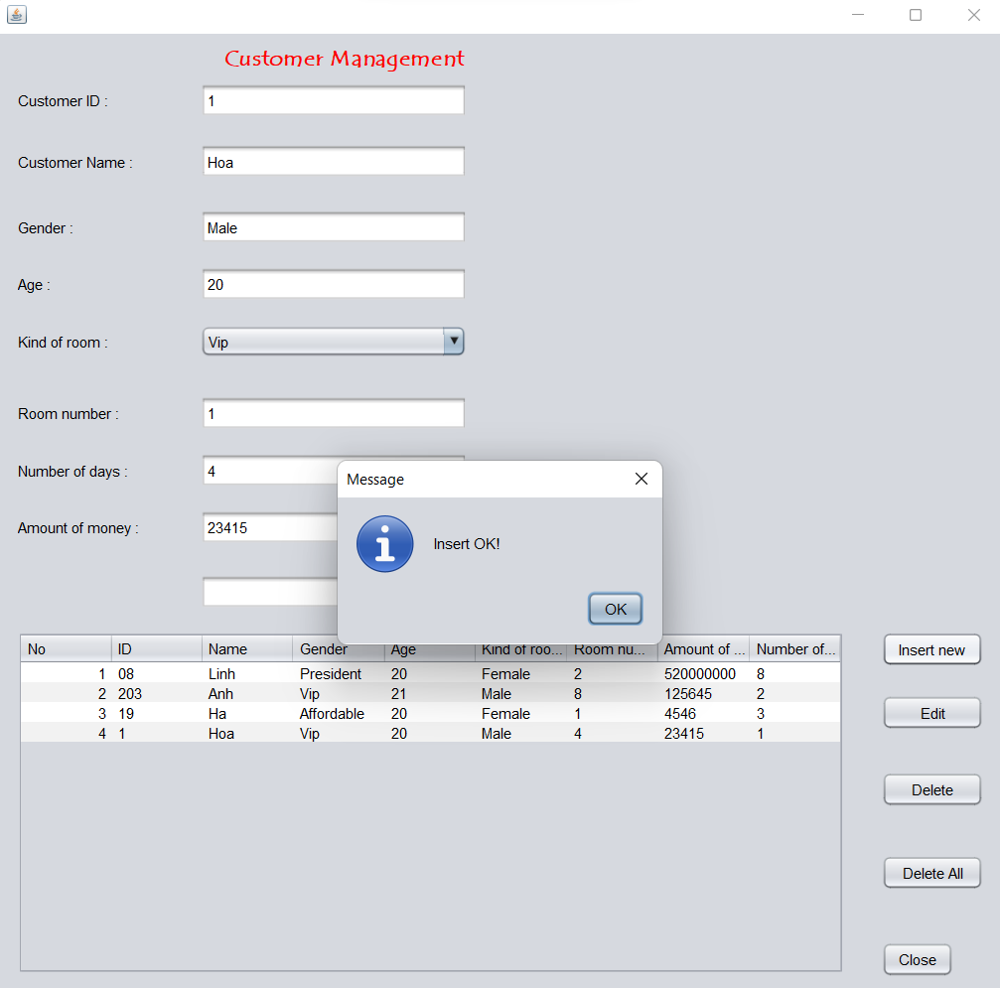 Customer Management
Customer ID : 1
Customer Name : Hoa
Gender : Male
Age : 20
Kind of room : Vip
Room number : 1
Number of days : 4
Amount of money : 23415
Message
Insert OK!
OK
No ID Name Gender Age Kind of roo... Room nu... Amount of ... Number of...
1 08 Linh President 20 Female 2 520000000 8
2 203 Anh Vip 21 Male 8 125645 2
3 19 Ha Affordable 20 Female 1 4546 3
4 1 Hoa Vip 20 Male 4 23415 1
Insert new
Edit
Delete
Delete All
Close